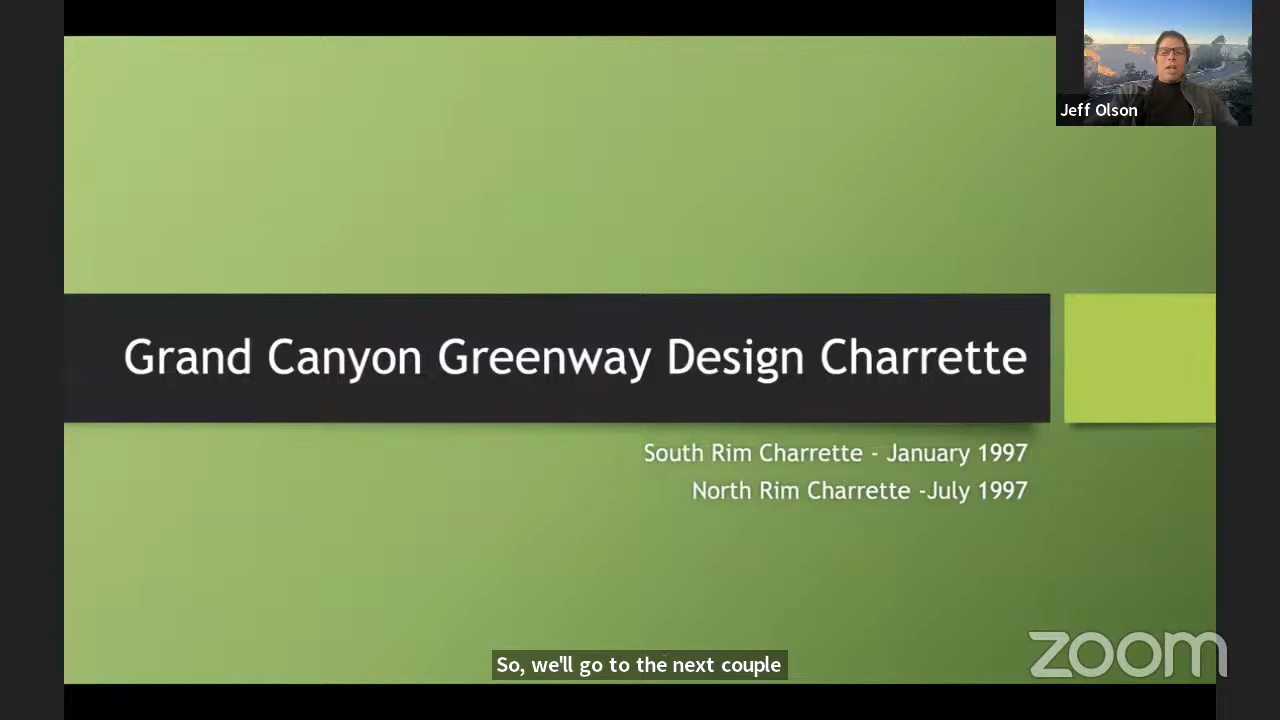 Jeff Olson
Grand Canyon Greenway Design Charrette
South Rim Charrette - January 1997
North Rim Charrette -July 1997
So, we'll go to the next couple
zoom